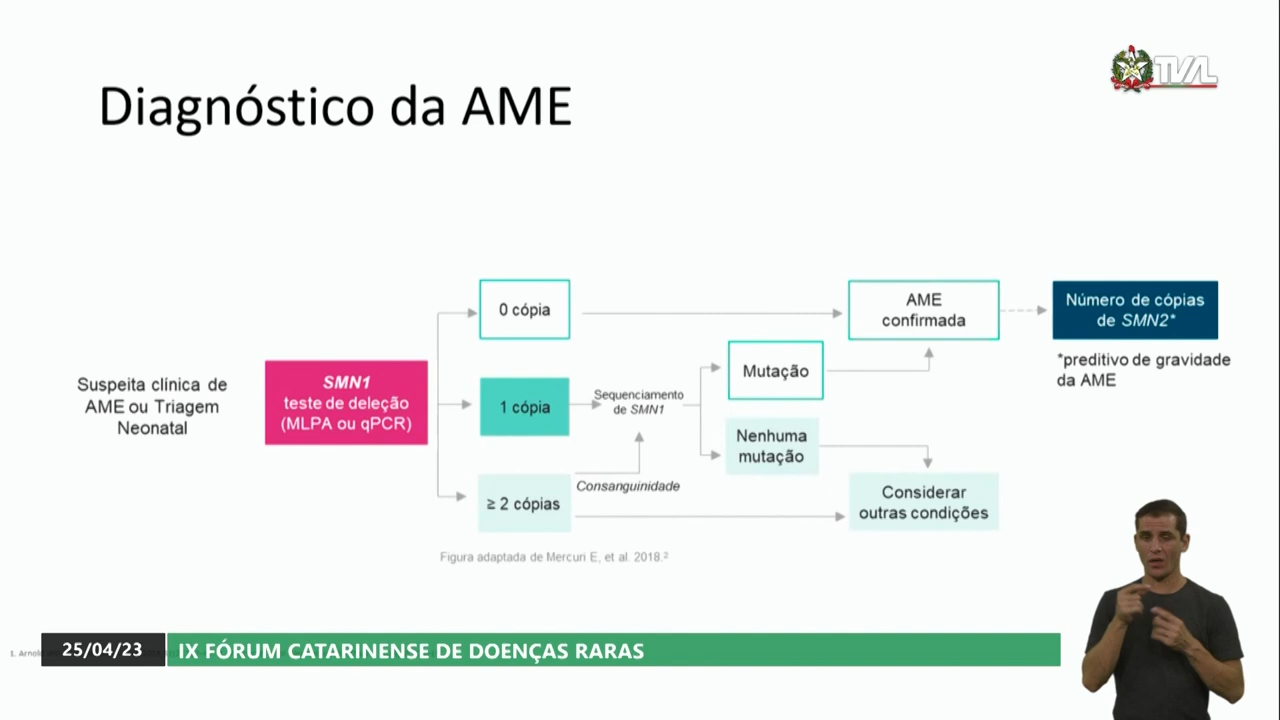 TVAL
Diagnóstico da AME
Suspeita clínica de
AME ou Triagem
Neonatal
SMN1
teste de deleção
(MLPA ou qPCR)
0 cópia
1 cópia
≥ 2 cópias
Sequenciamento
de SMN1
Consanguinidade
Mutação
Nenhuma
mutação
AME
confirmada
Considerar
outras condições
Número de cópias
de SMN2*
*preditivo de gravidade
da AME
Figura adaptada de Mercuri E, et al. 2018.²
25/04/23
IX FÓRUM CATARINENSE DE DOENÇAS RARAS
1.